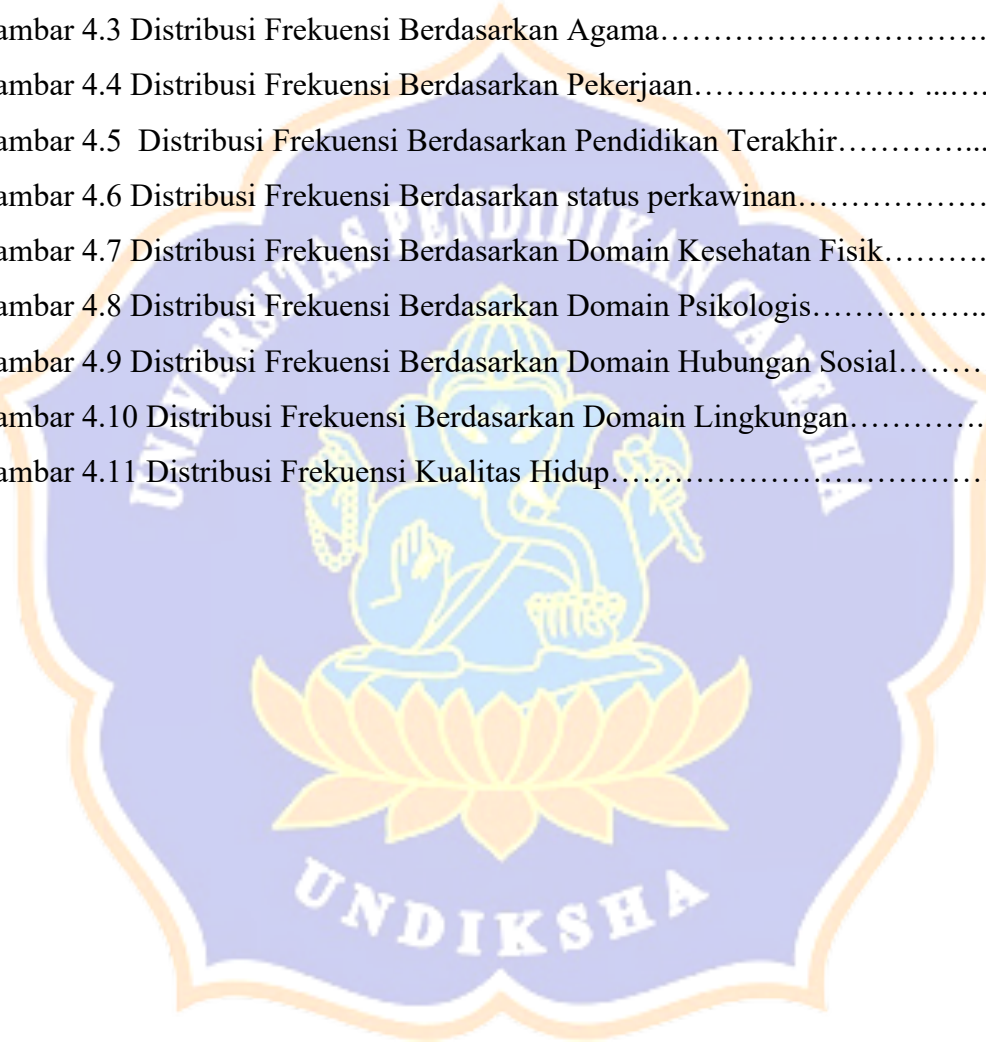 ambar 4.3 Distribusi Frekuensi Berdasarkan Agama………………………….
ambar 4.4 Distribusi Frekuensi Berdasarkan Pekerjaan………………… ...….
ambar 4.5  Distribusi Frekuensi Berdasarkan Pendidikan Terakhir…………...
ambar 4.6 Distribusi Frekuensi Berdasarkan status perkawinan………………
ambar 4.7 Distribusi Frekuensi Berdasarkan Domain Kesehatan Fisik……….
ambar 4.8 Distribusi Frekuensi Berdasarkan Domain Psikologis……………..
ambar 4.9 Distribusi Frekuensi Berdasarkan Domain Hubungan Sosial………
ambar 4.10 Distribusi Frekuensi Berdasarkan Domain Lingkungan………….
ambar 4.11 Distribusi Frekuensi Kualitas Hidup………………………………
UNIVERSITAS PENDIDIKAN GANESHA
UNDIKSHA